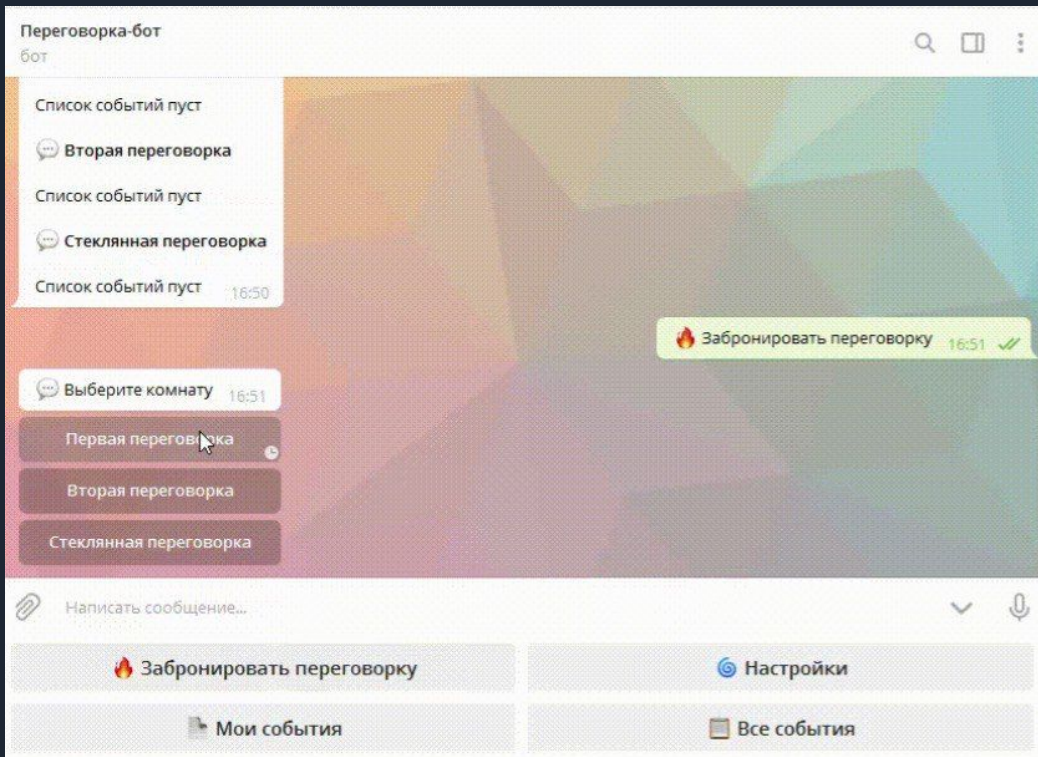 Переговорка-бот
бот
Список событий пуст
💬 Вторая переговорка
Список событий пуст
💬 Стеклянная переговорка
Список событий пуст 16:50
🔥 Забронировать переговорку 16:51
💬 Выберите комнату 16:51
Первая переговорка
Вторая переговорка
Стеклянная переговорка
Написать сообщение...
🔥 Забронировать переговорку
🌀 Настройки
Мои события
📋 Все события